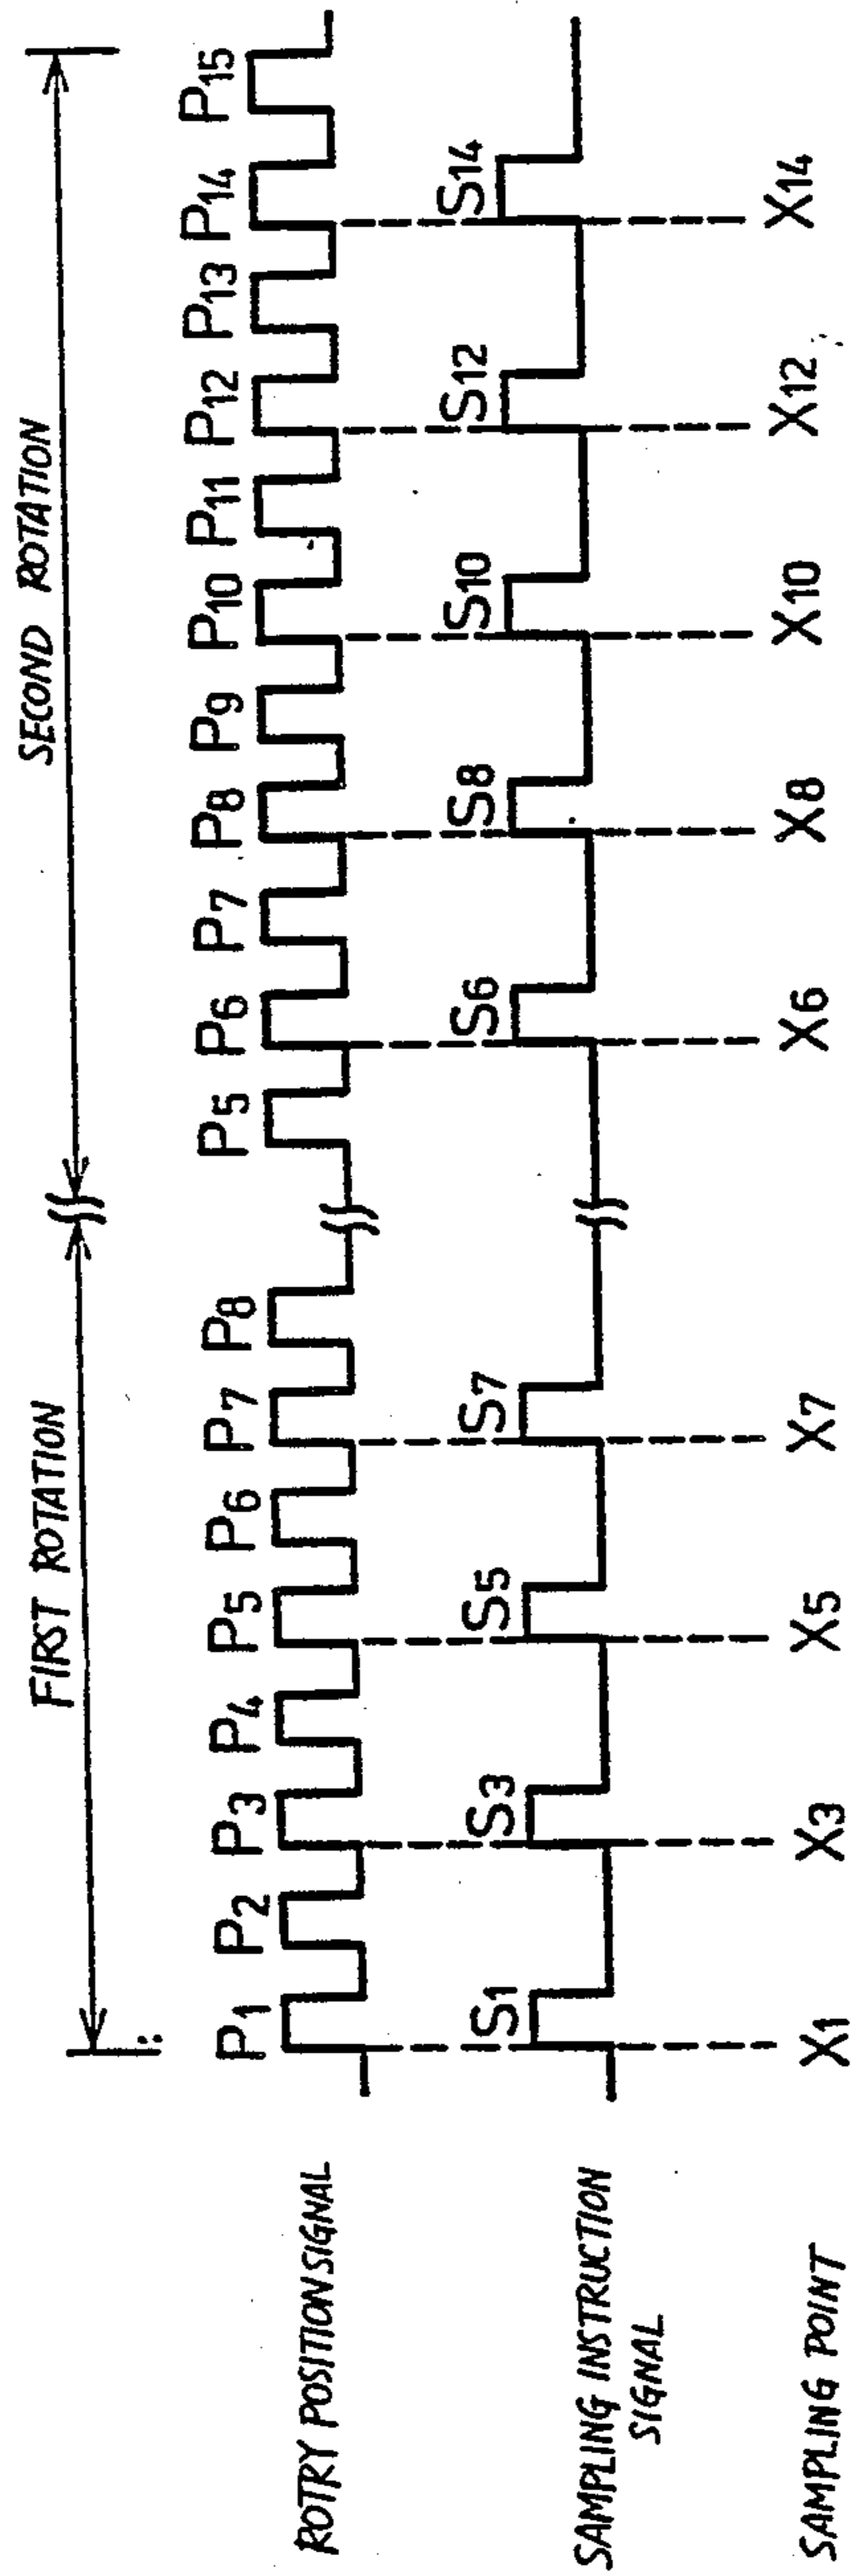 FIRST ROTATION
SECOND ROTATION
ROTRY POSITION SIGNAL
P1 P2 P3 P4 P5 P6 P7 P8 P5 P6 P7 P8 P9 P10 P11 P12 P13 P14 P15
SAMPLING INSTRUCTION
SIGNAL
S1 S3 S5 S7 S6 S8 S10 S12 S14
SAMPLING POINT
X1 X3 X5 X7 X6 X8 X10 X12 X14